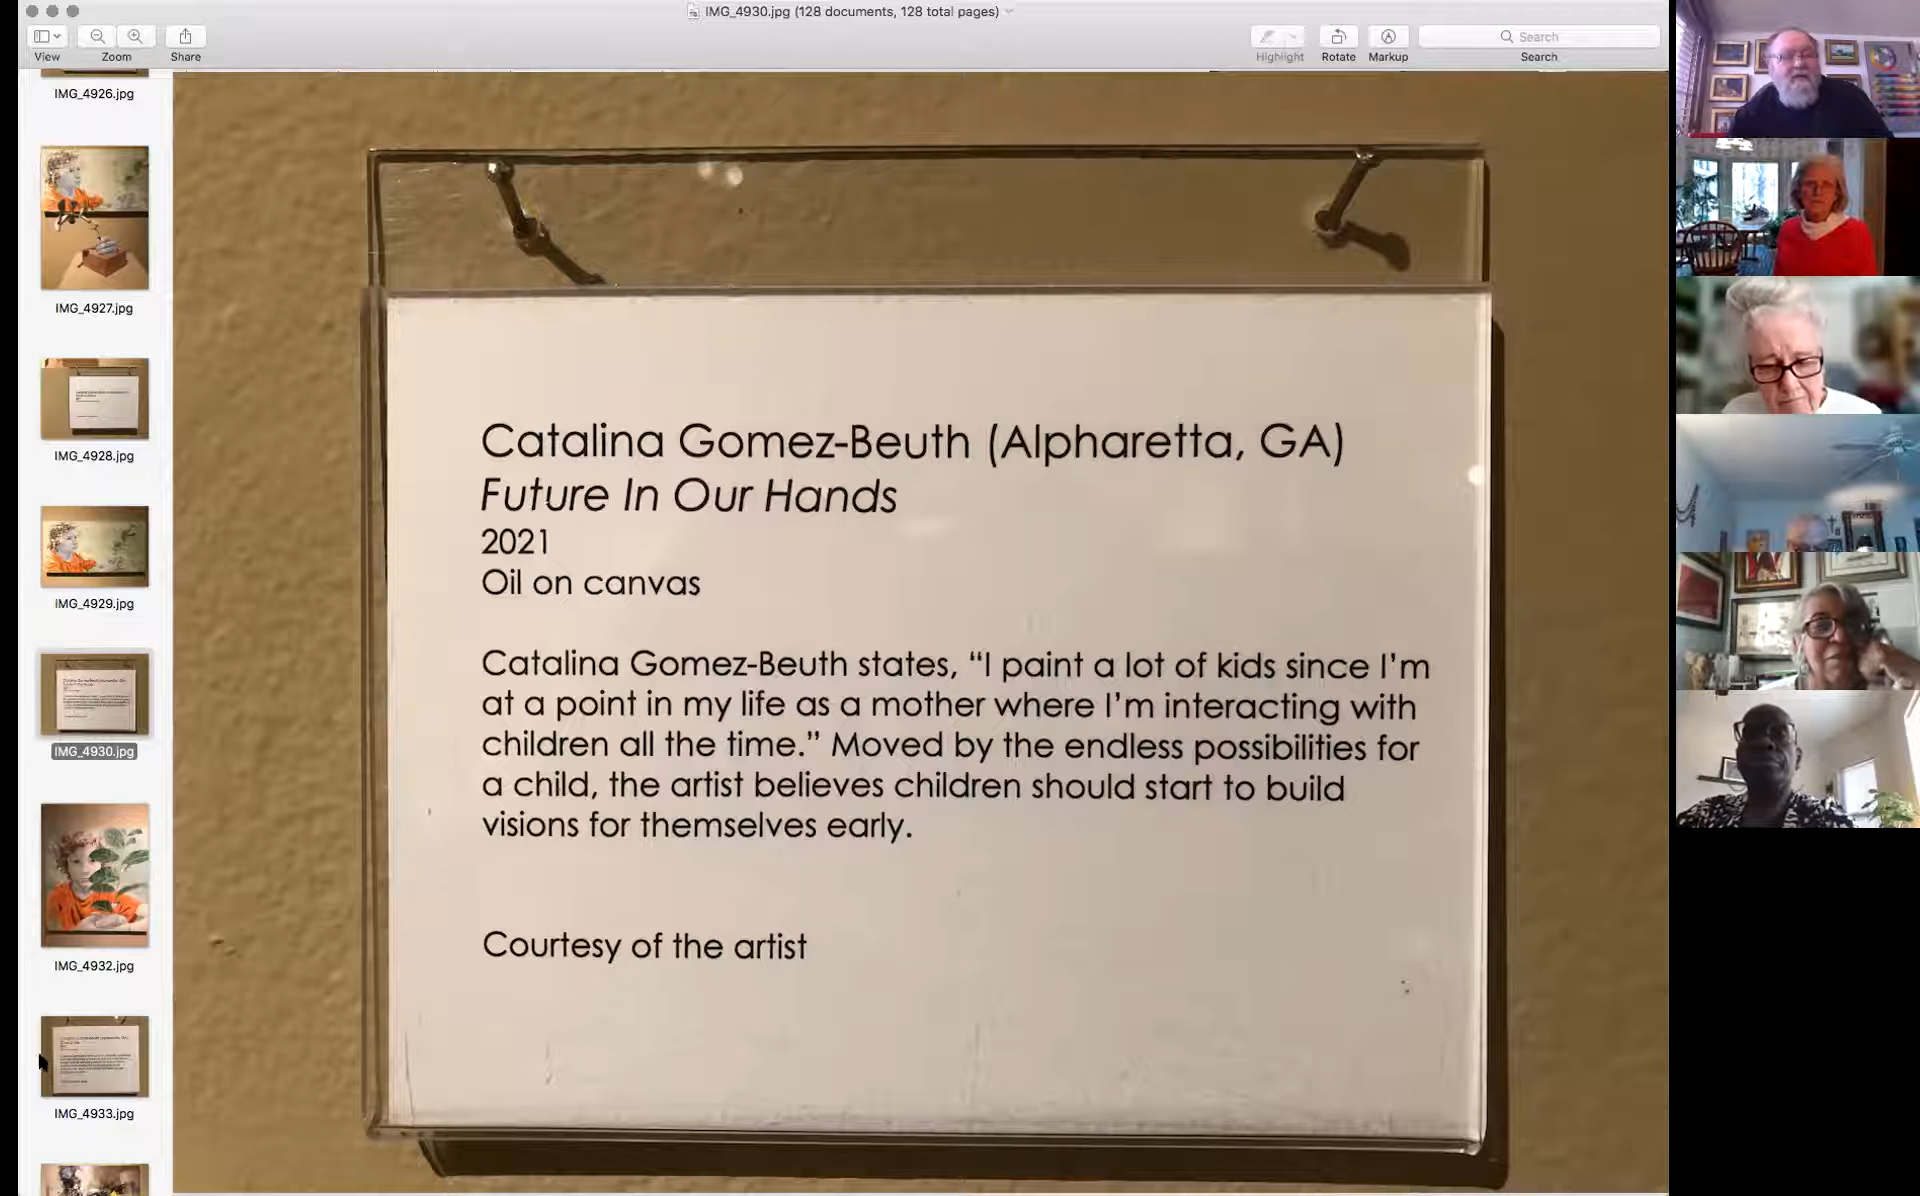 IMG_4930.jpg (128 documents, 128 total pages)
View
Zoom
Share
Highlight
Rotate
Markup
Search
Search
IMG_4926.jpg
IMG_4927.jpg
IMG_4928.jpg
IMG_4929.jpg
IMG_4930.jpg
IMG_4932.jpg
IMG_4933.jpg
Catalina Gomez-Beuth (Alpharetta, GA)
Future In Our Hands
2021
Oil on canvas
Catalina Gomez-Beuth states, “I paint a lot of kids since I’m
at a point in my life as a mother where I’m interacting with
children all the time.” Moved by the endless possibilities for
a child, the artist believes children should start to build
visions for themselves early.
Courtesy of the artist